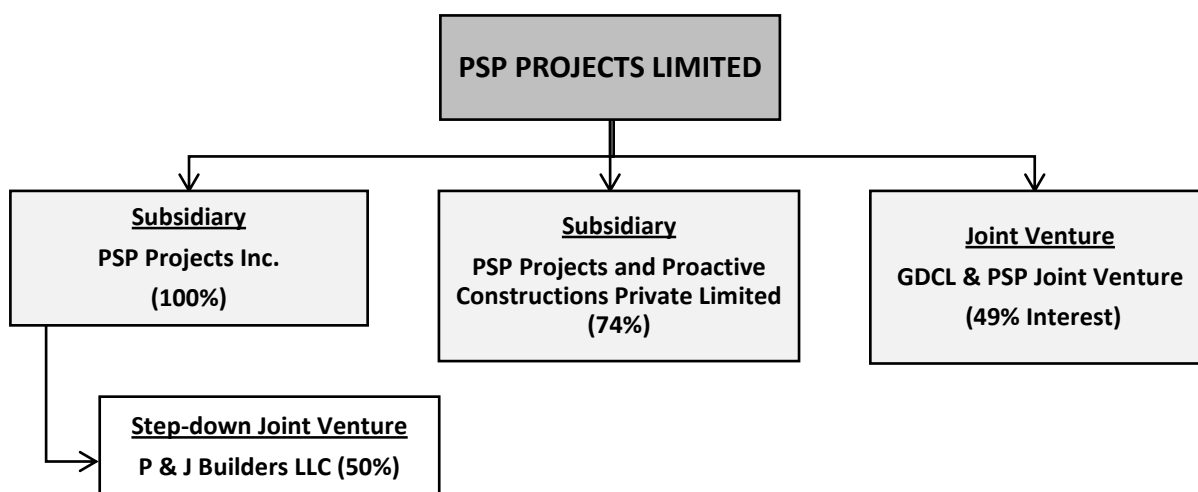 PSP PROJECTS LIMITED
Subsidiary
PSP Projects Inc.
(100%)
Subsidiary
PSP Projects and Proactive
Constructions Private Limited
(74%)
Joint Venture
GDCL & PSP Joint Venture
(49% Interest)
Step-down Joint Venture
P & J Builders LLC (50%)